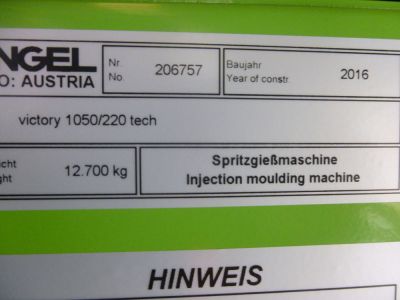 NGEL
O: AUSTRIA
Nr.
No.
206757
Baujahr
Year of constr.
2016
victory 1050/220 tech
icht
ght
12.700 kg
Spritzgießmaschine
Injection moulding machine
HINWEIS